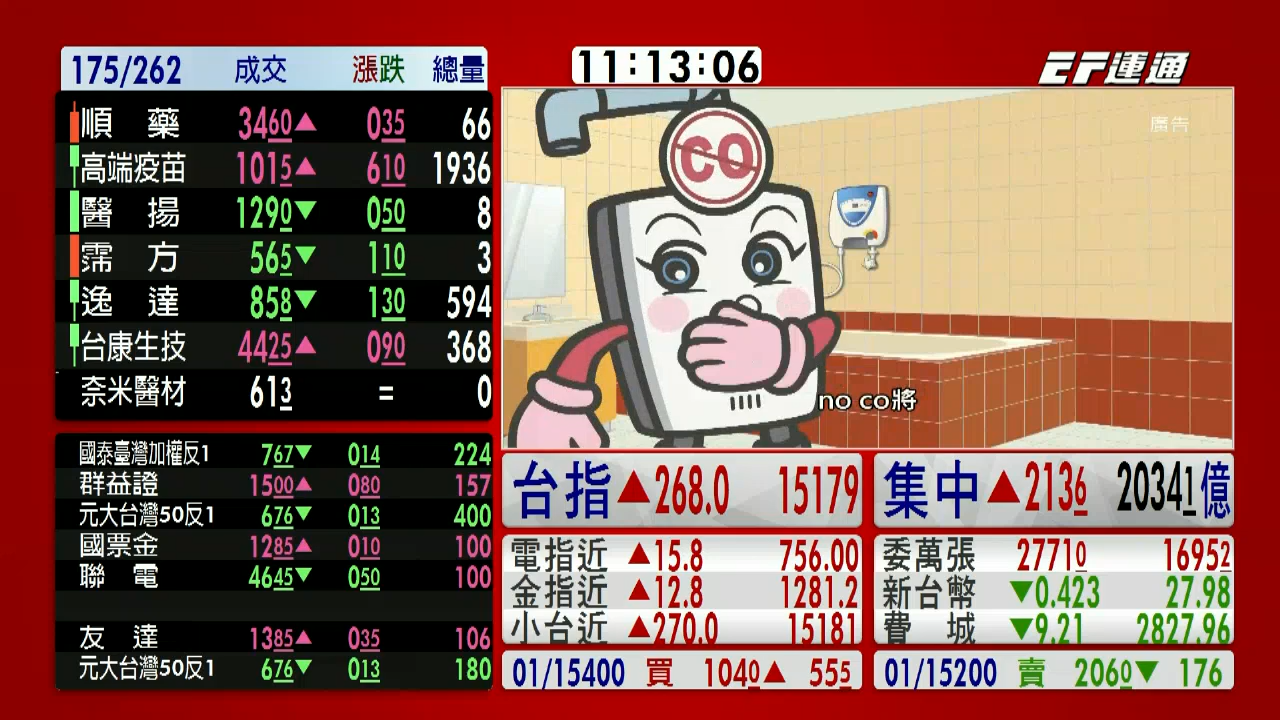 175/262 成交 漲跌 總量
順 藥 3460▲ 035 66
高端疫苗 1015▲ 610 1936
醫 揚 1290▼ 050 8
霈 方 565▼ 110 3
逸 達 858▼ 130 594
台康生技 4425▲ 090 368
奈米醫材 613 = 0
國泰臺灣加權反1 767▼ 014 224
群益證 1500▲ 080 157
元大台灣50反1 676▼ 013 400
國票金 1285▲ 010 100
聯 電 4645▼ 050 100
友 達 1385▲ 035 106
元大台灣50反1 676▼ 013 180
11:13:06
EF運通
廣告
CO
no co將
台指▲268.0 15179
電指近 ▲15.8 756.00
金指近 ▲12.8 1281.2
小台近 ▲270.0 15181
01/15400 買 1040▲ 555
集中▲2136 20341億
委萬張 27710 16952
新台幣 ▼0.423 27.98
費 城 ▼9.21 2827.96
01/15200 賣 2060▼ 176